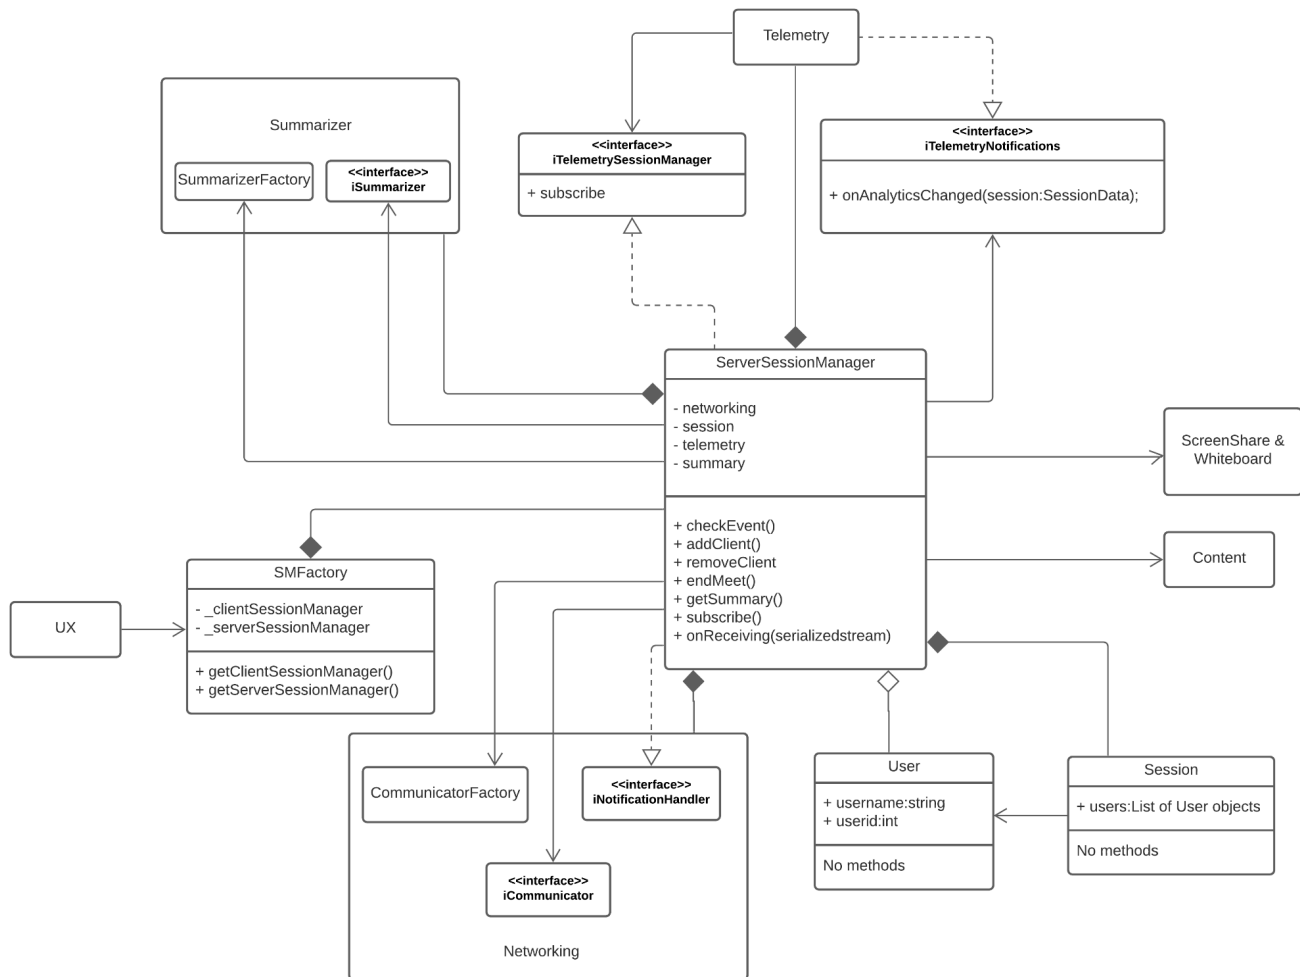 Telemetry
Summarizer
SummarizerFactory
<<interface>>
iSummarizer
<<interface>>
iTelemetrySessionManager
+ subscribe
<<interface>>
iTelemetryNotifications
+ onAnalyticsChanged(session:SessionData);
ServerSessionManager
- networking
- session
- telemetry
- summary
+ checkEvent()
+ addClient()
+ removeClient
+ endMeet()
+ getSummary()
+ subscribe()
+ onReceiving(serializedstream)
ScreenShare &
Whiteboard
Content
UX
SMFactory
- _clientSessionManager
- _serverSessionManager
+ getClientSessionManager()
+ getServerSessionManager()
CommunicatorFactory
<<interface>>
iNotificationHandler
<<interface>>
iCommunicator
Networking
User
+ username:string
+ userid:int
No methods
Session
+ users:List of User objects
No methods